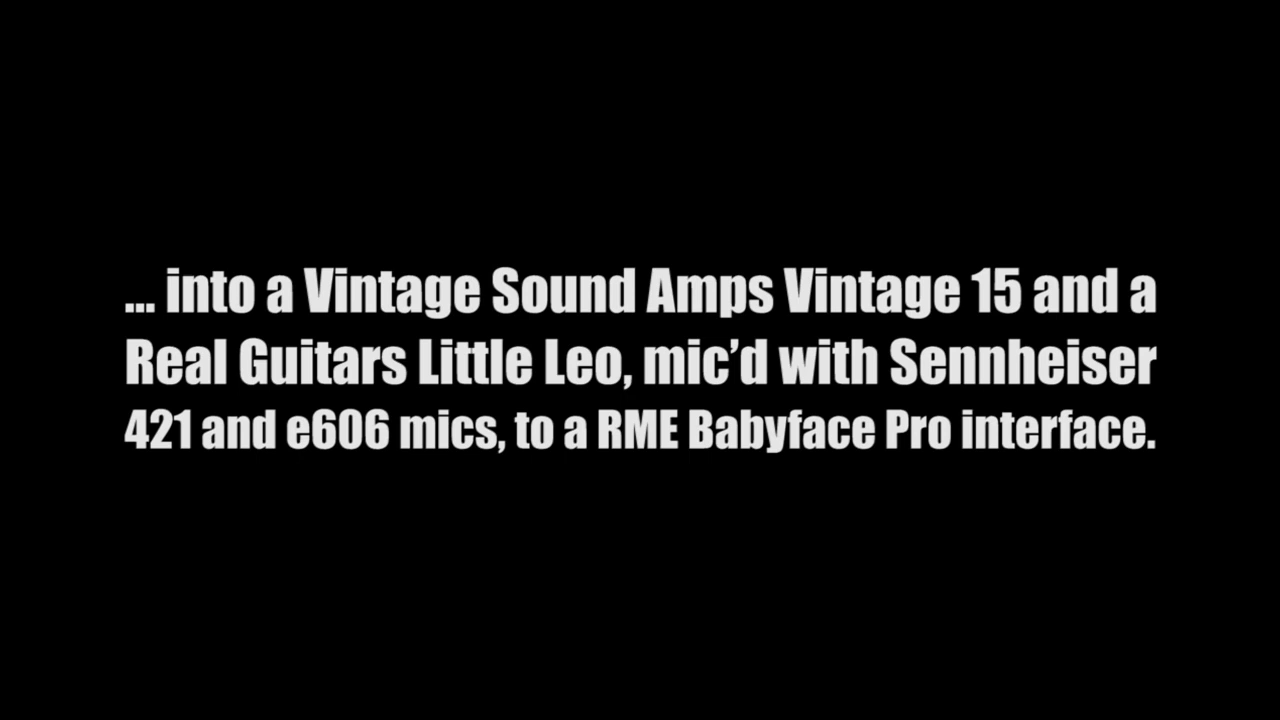 ... into a Vintage Sound Amps Vintage 15 and a
Real Guitars Little Leo, mic’d with Sennheiser
421 and e606 mics, to a RME Babyface Pro interface.